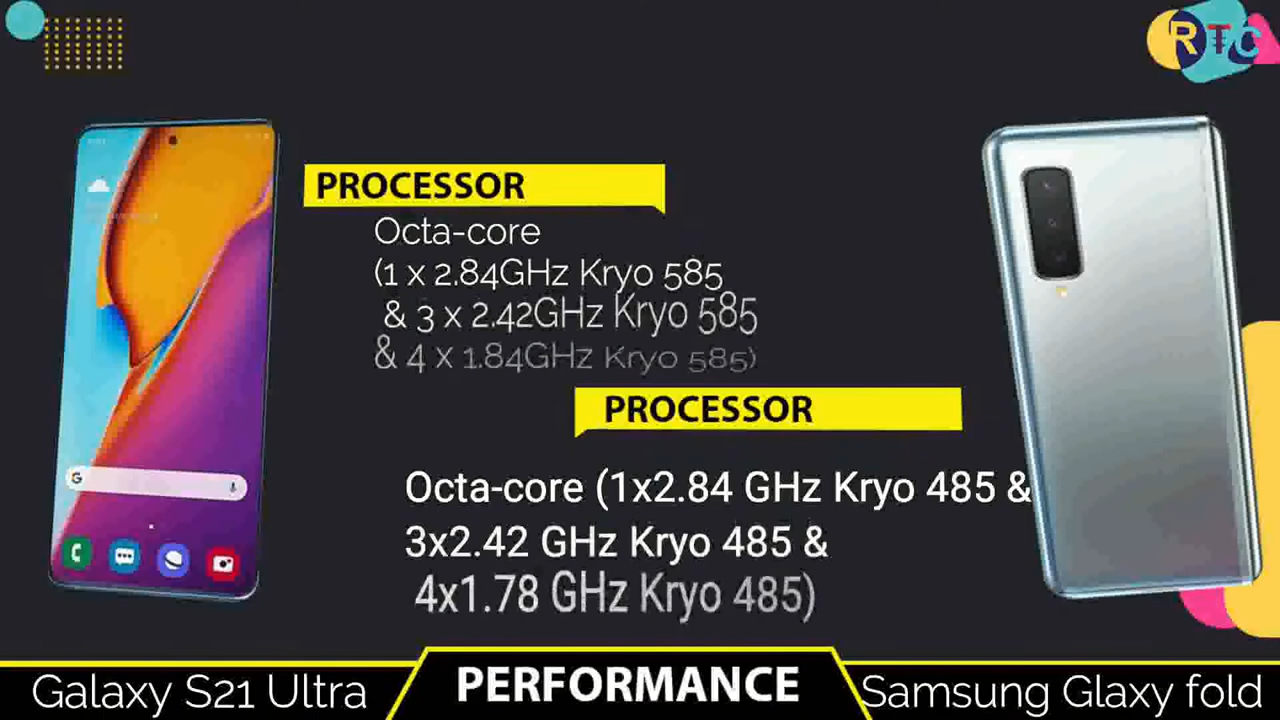 RTC
PROCESSOR
Octa-core
(1 x 2.84GHz Kryo 585
& 3 x 2.42GHz Kryo 585
& 4 x 1.84GHz Kryo 585)
PROCESSOR
Octa-core (1x2.84 GHz Kryo 485 &
3x2.42 GHz Kryo 485 &
4x1.78 GHz Kryo 485)
G
Galaxy S21 Ultra
PERFORMANCE
Samsung Glaxy fold